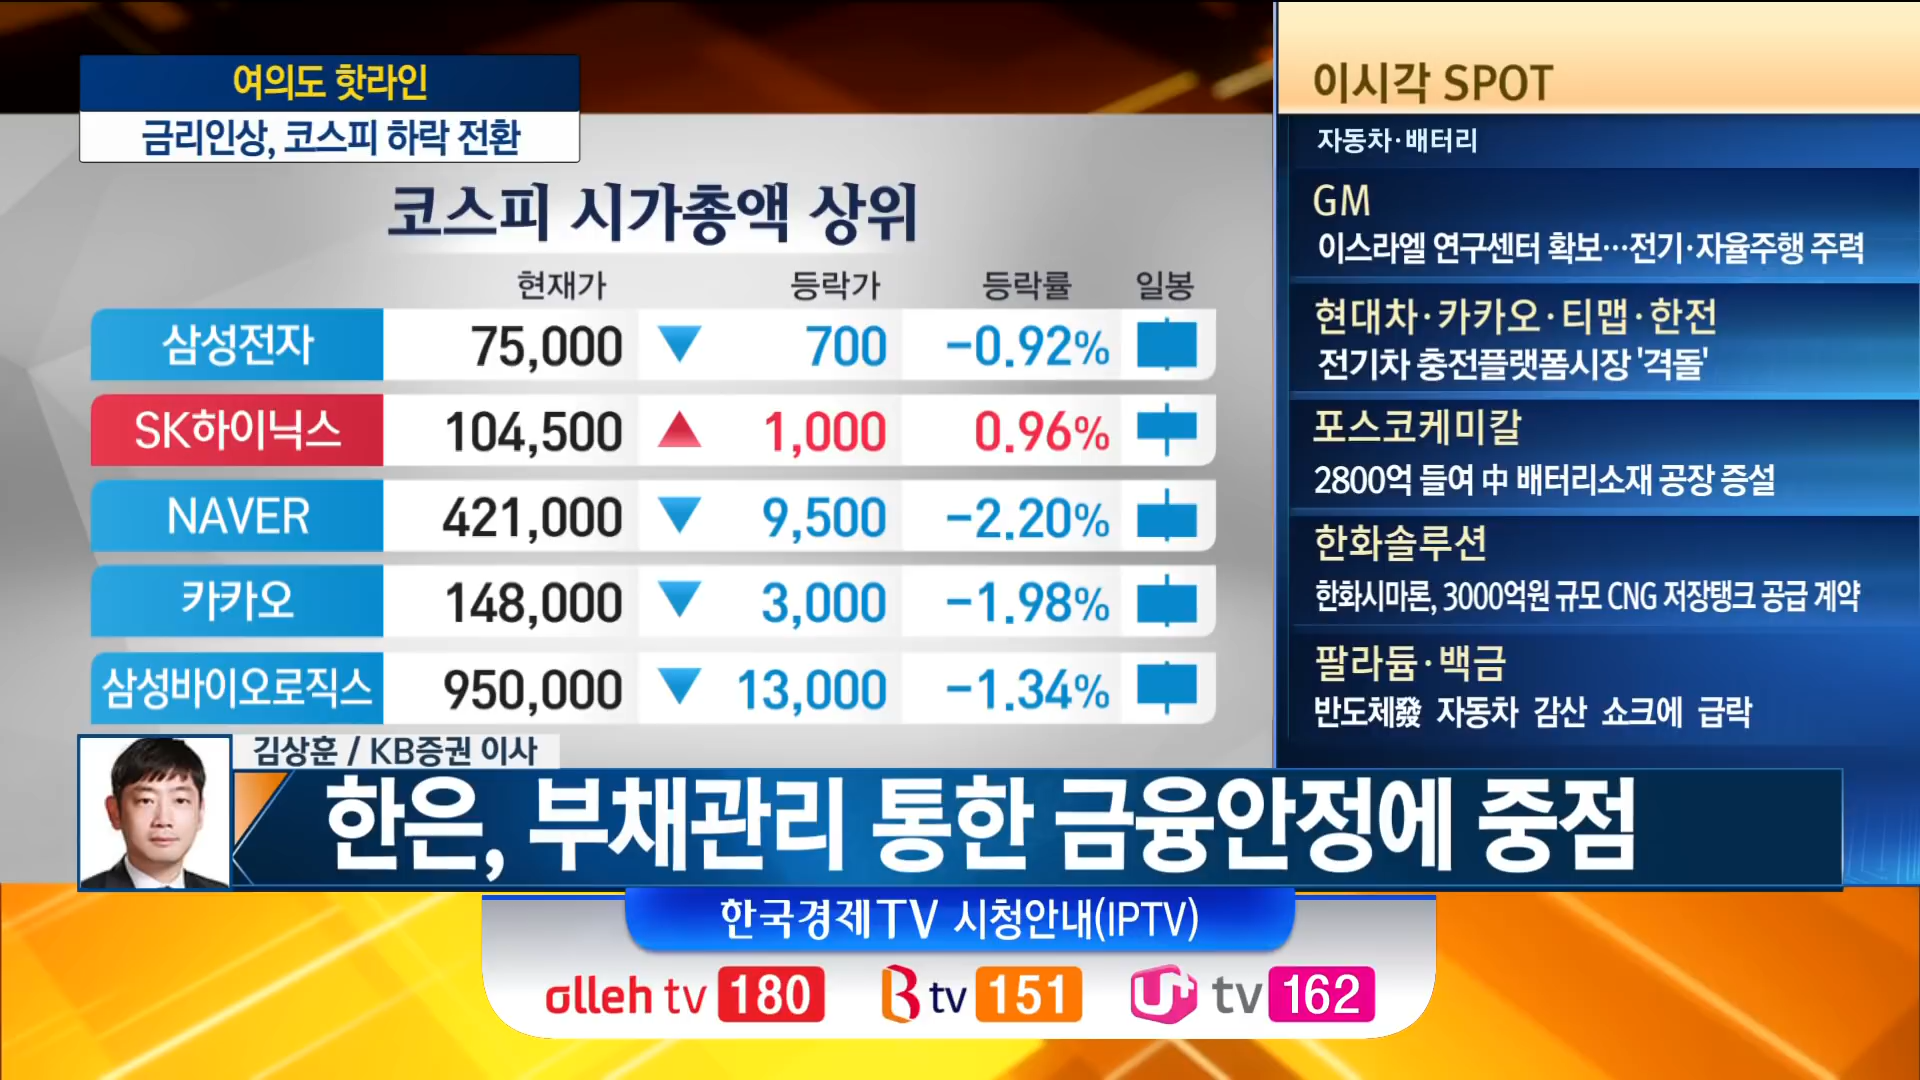 여의도 핫라인
금리인상, 코스피 하락 전환
코스피 시가총액 상위
현재가 등락가 등락률 일봉
삼성전자 75,000 ▼ 700 -0.92%
SK하이닉스 104,500 ▲ 1,000 0.96%
NAVER 421,000 ▼ 9,500 -2.20%
카카오 148,000 ▼ 3,000 -1.98%
삼성바이오로직스 950,000 ▼ 13,000 -1.34%
이시각 SPOT
자동차·배터리
GM
이스라엘 연구센터 확보…전기·자율주행 주력
현대차·카카오·티맵·한전
전기차 충전플랫폼시장 '격돌'
포스코케미칼
2800억 들여 中 배터리소재 공장 증설
한화솔루션
한화시마론, 3000억원 규모 CNG 저장탱크 공급 계약
팔라듐·백금
반도체發 자동차 감산 쇼크에 급락
김상훈 / KB증권 이사
한은, 부채관리 통한 금융안정에 중점
한국경제TV 시청안내(IPTV)
olleh tv 180 B tv 151 U+ tv 162